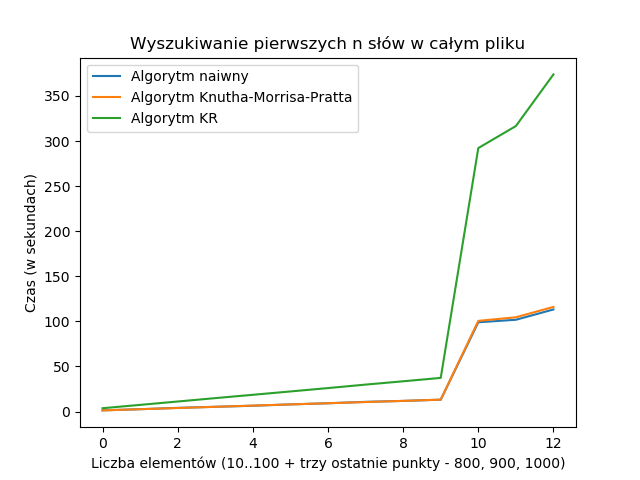 Wyszukiwanie pierwszych n słów w całym pliku
Algorytm naiwny
Algorytm Knutha-Morrisa-Pratta
Algorytm KR
Czas (w sekundach)
350
300
250
200
150
100
50
0
0 2 4 6 8 10 12
Liczba elementów (10..100 + trzy ostatnie punkty - 800, 900, 1000)